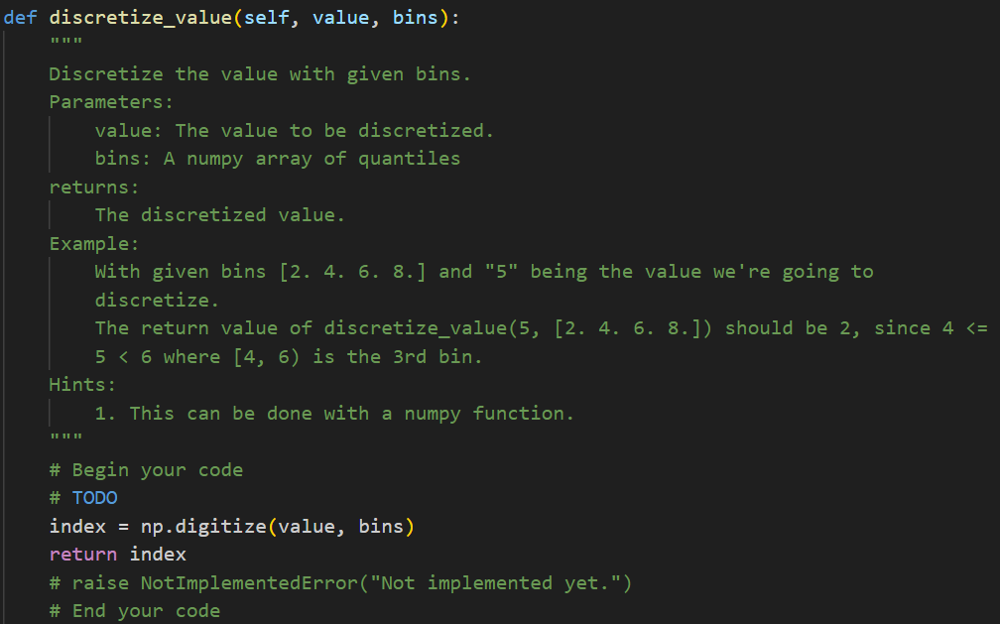 def discretize_value(self, value, bins):
"""
Discretize the value with given bins.
Parameters:
value: The value to be discretized.
bins: A numpy array of quantiles
returns:
The discretized value.
Example:
With given bins [2. 4. 6. 8.] and "5" being the value we're going to
discretize.
The return value of discretize_value(5, [2. 4. 6. 8.]) should be 2, since 4 <=
5 < 6 where [4, 6) is the 3rd bin.
Hints:
1. This can be done with a numpy function.
"""
# Begin your code
# TODO
index = np.digitize(value, bins)
return index
# raise NotImplementedError("Not implemented yet.")
# End your code